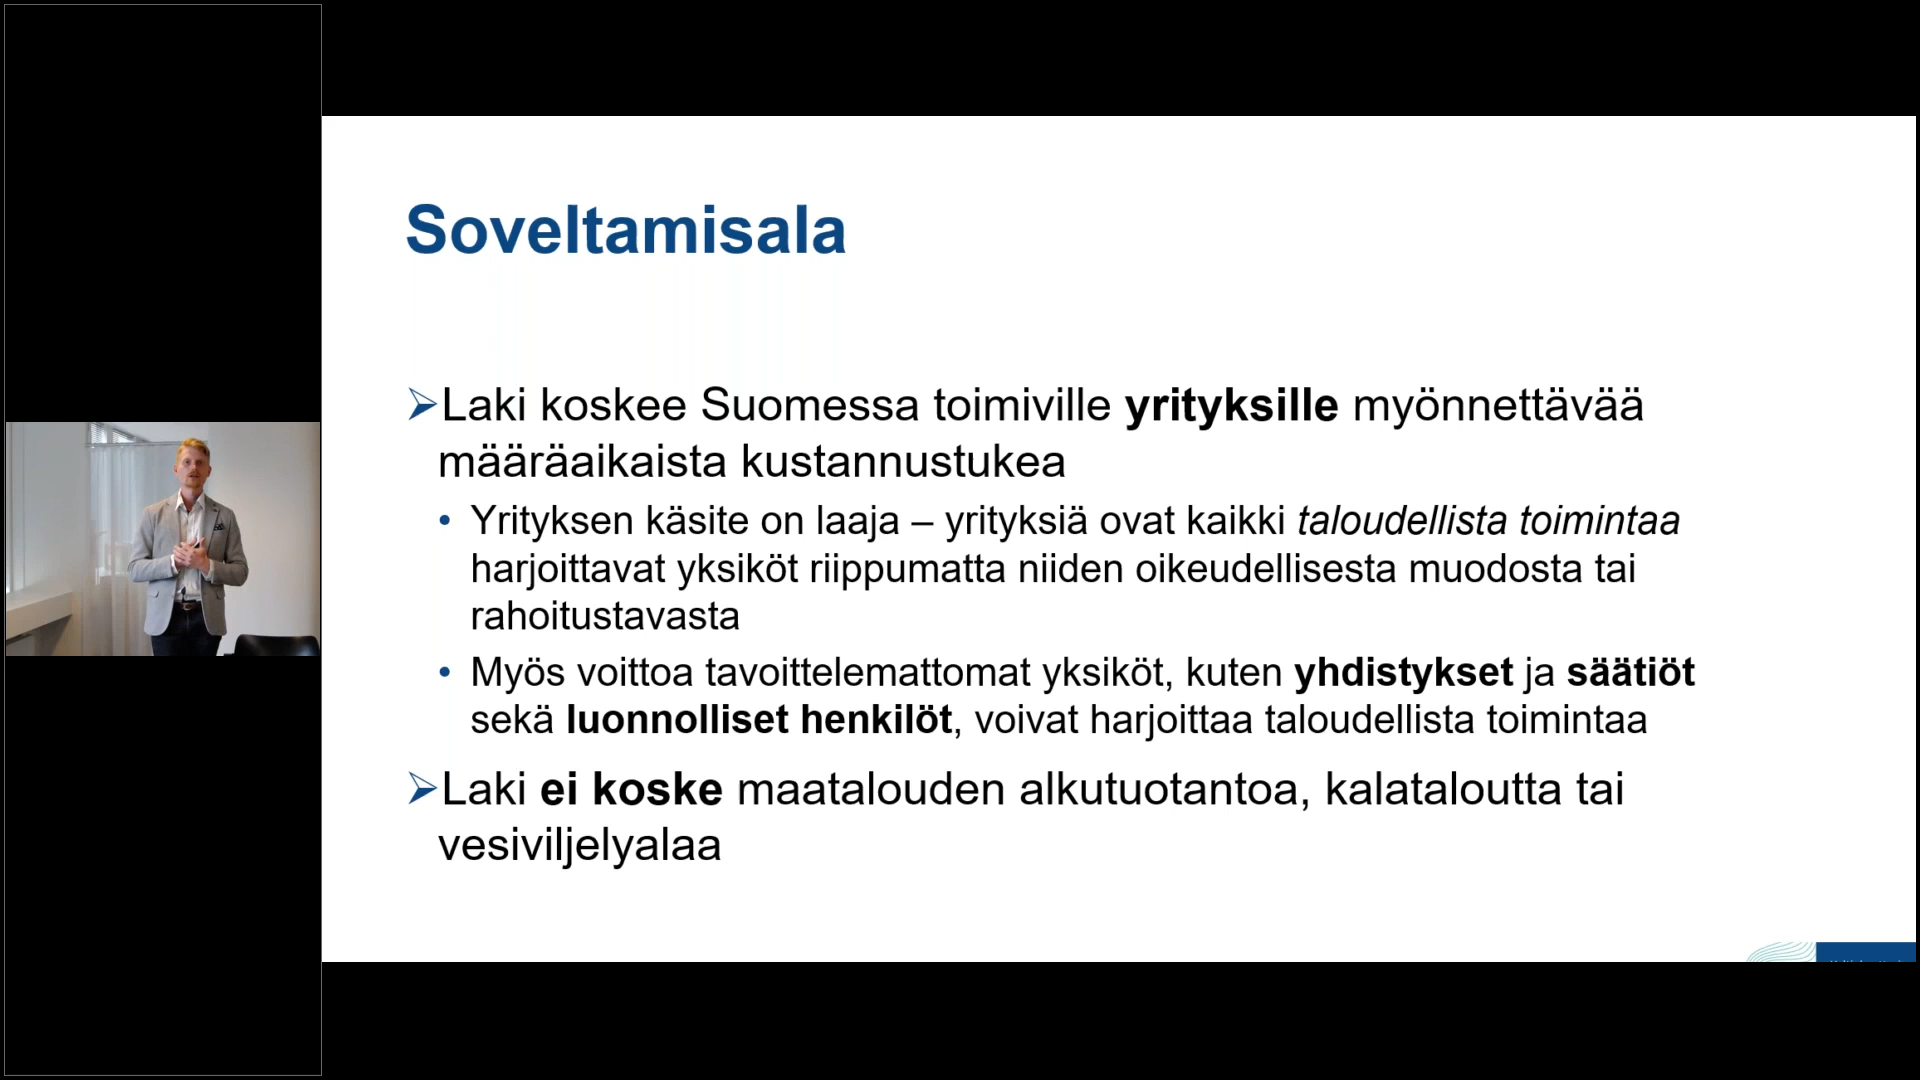 Soveltamisala
➢Laki koskee Suomessa toimiville yrityksille myönnettävää
määräaikaista kustannustukea
• Yrityksen käsite on laaja – yrityksiä ovat kaikki taloudellista toimintaa
harjoittavat yksiköt riippumatta niiden oikeudellisesta muodosta tai
rahoitustavasta
• Myös voittoa tavoittelemattomat yksiköt, kuten yhdistykset ja säätiöt
sekä luonnolliset henkilöt, voivat harjoittaa taloudellista toimintaa
➢Laki ei koske maatalouden alkutuotantoa, kalataloutta tai
vesiviljelyalaa